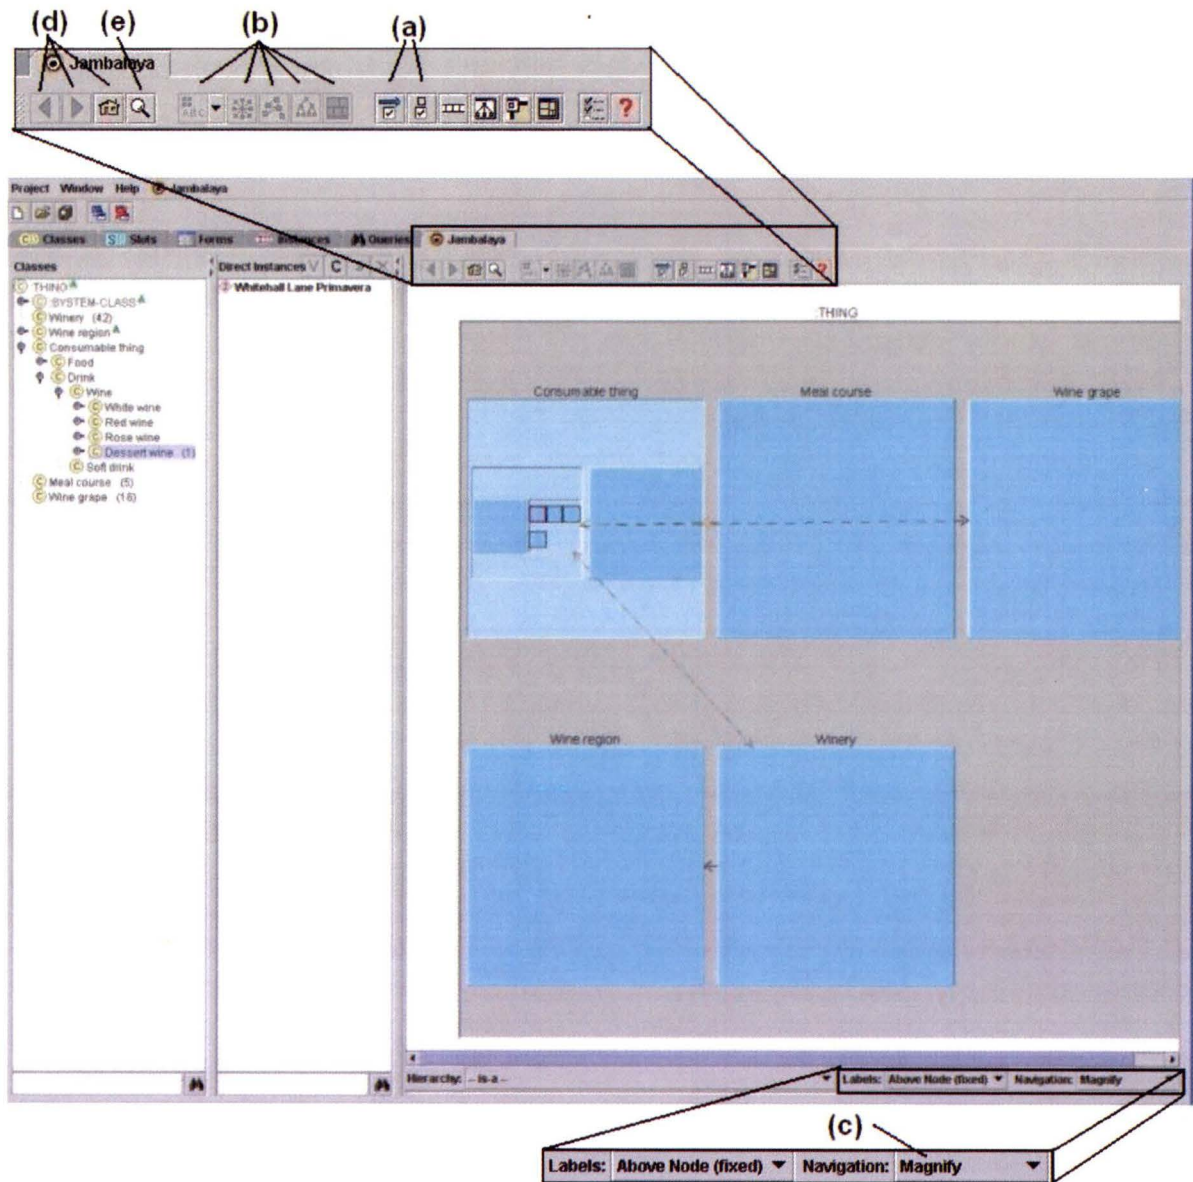 (d) (e) (b) (a)
Jambalaya
ABC
?
Project Window Help Jambalaya
Classes Slots Forms Instances Queries Jambalaya
Classes
Direct Instances V C
:THING A
:SYSTEM-CLASS A
Winery (42)
Wine region A
Consumable thing
Food
Drink
Wine
White wine
Red wine
Rose wine
Dessert wine (1)
Soft drink
Meal course (5)
Wine grape (16)
Whitehall Lane Primavera
:THING
Consumable thing Meal course Wine grape
Wine region Winery
Hierarchy: -- is-a -- Labels: Above Node (fixed) Navigation: Magnify
(c)
Labels: Above Node (fixed) Navigation: Magnify